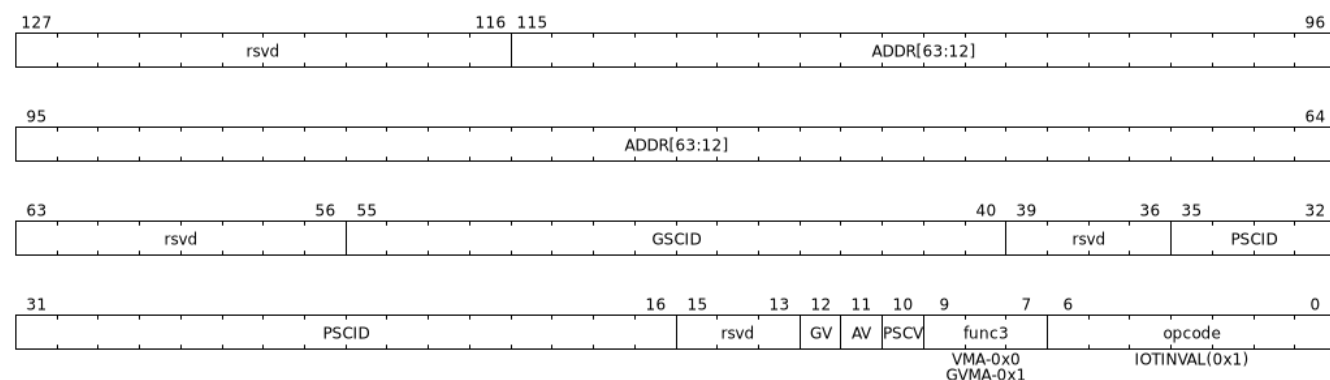 127 116 115 96
rsvd ADDR[63:12]
95 64
ADDR[63:12]
63 56 55 40 39 36 35 32
rsvd GSCID rsvd PSCID
31 16 15 13 12 11 10 9 7 6 0
PSCID rsvd GV AV PSCV func3 opcode
VMA-0x0 IOTINVAL(0x1)
GVMA-0x1